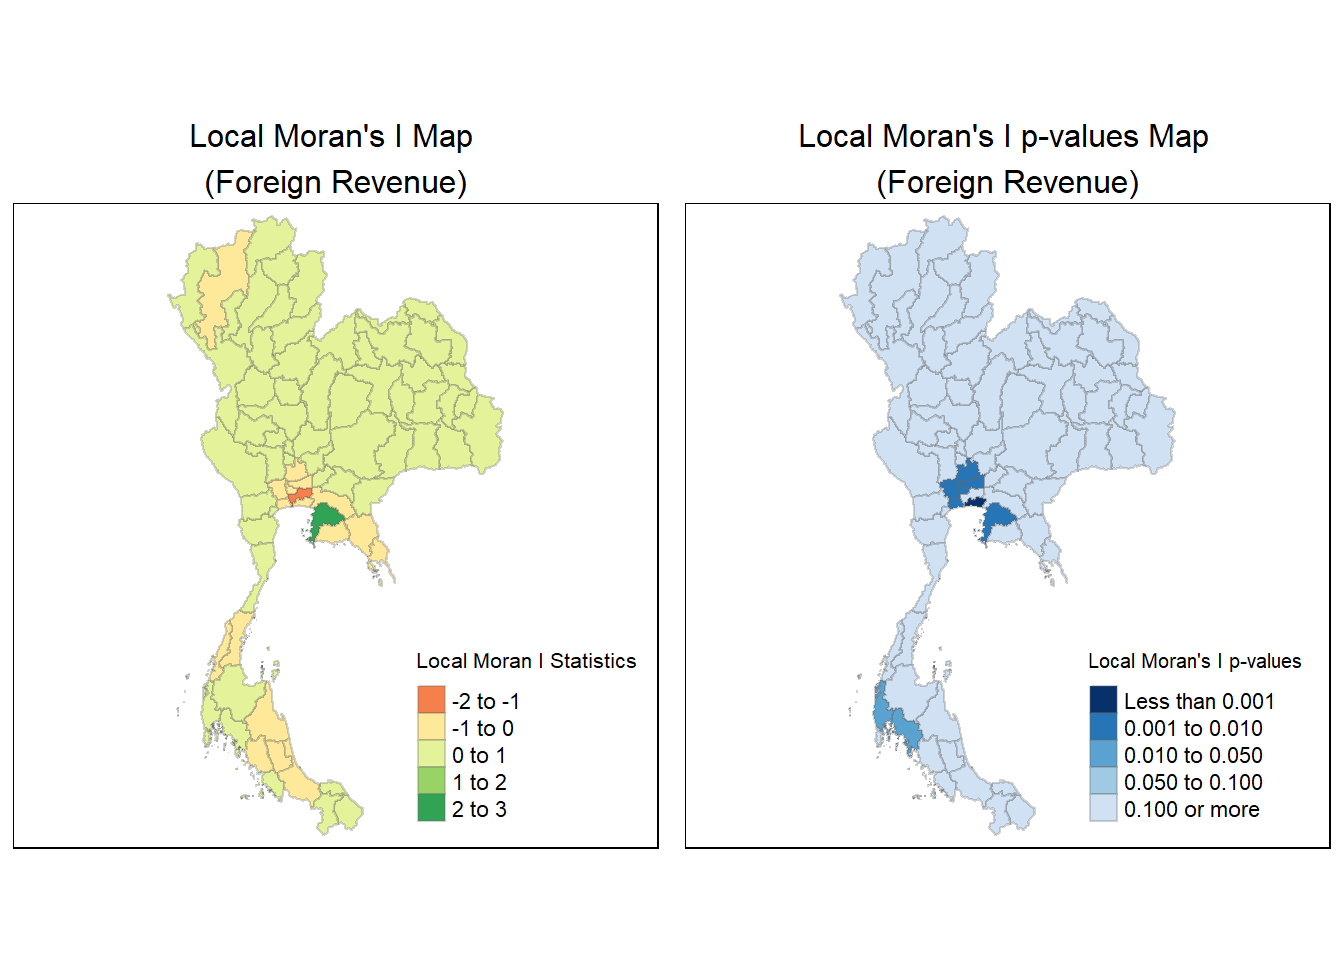 Local Moran's I Map
(Foreign Revenue)
Local Moran I Statistics
-2 to -1
-1 to 0
0 to 1
1 to 2
2 to 3
Local Moran's I p-values Map
(Foreign Revenue)
Local Moran's I p-values
Less than 0.001
0.001 to 0.010
0.010 to 0.050
0.050 to 0.100
0.100 or more